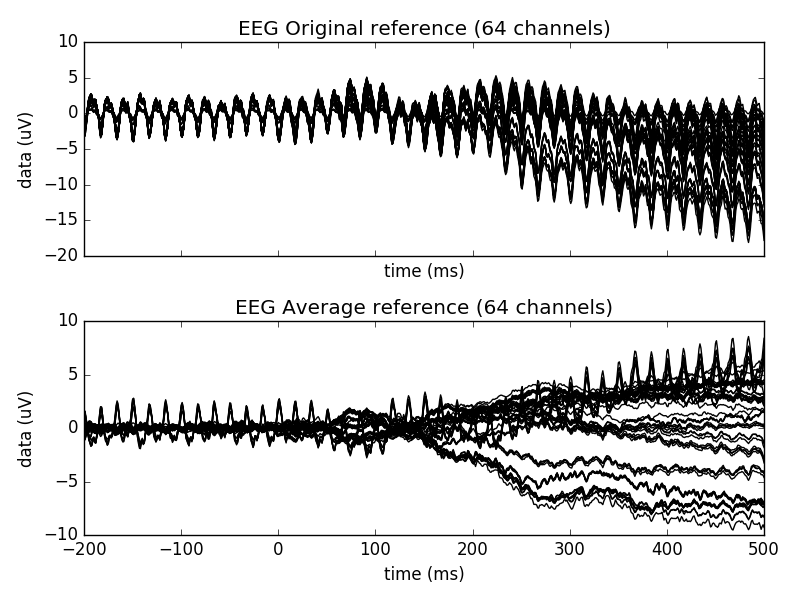 EEG Original reference (64 channels)
10
5
0
−5
−10
−15
−20
data (uV)
time (ms)
EEG Average reference (64 channels)
10
5
0
−5
−10
data (uV)
−200 −100 0 100 200 300 400 500
time (ms)